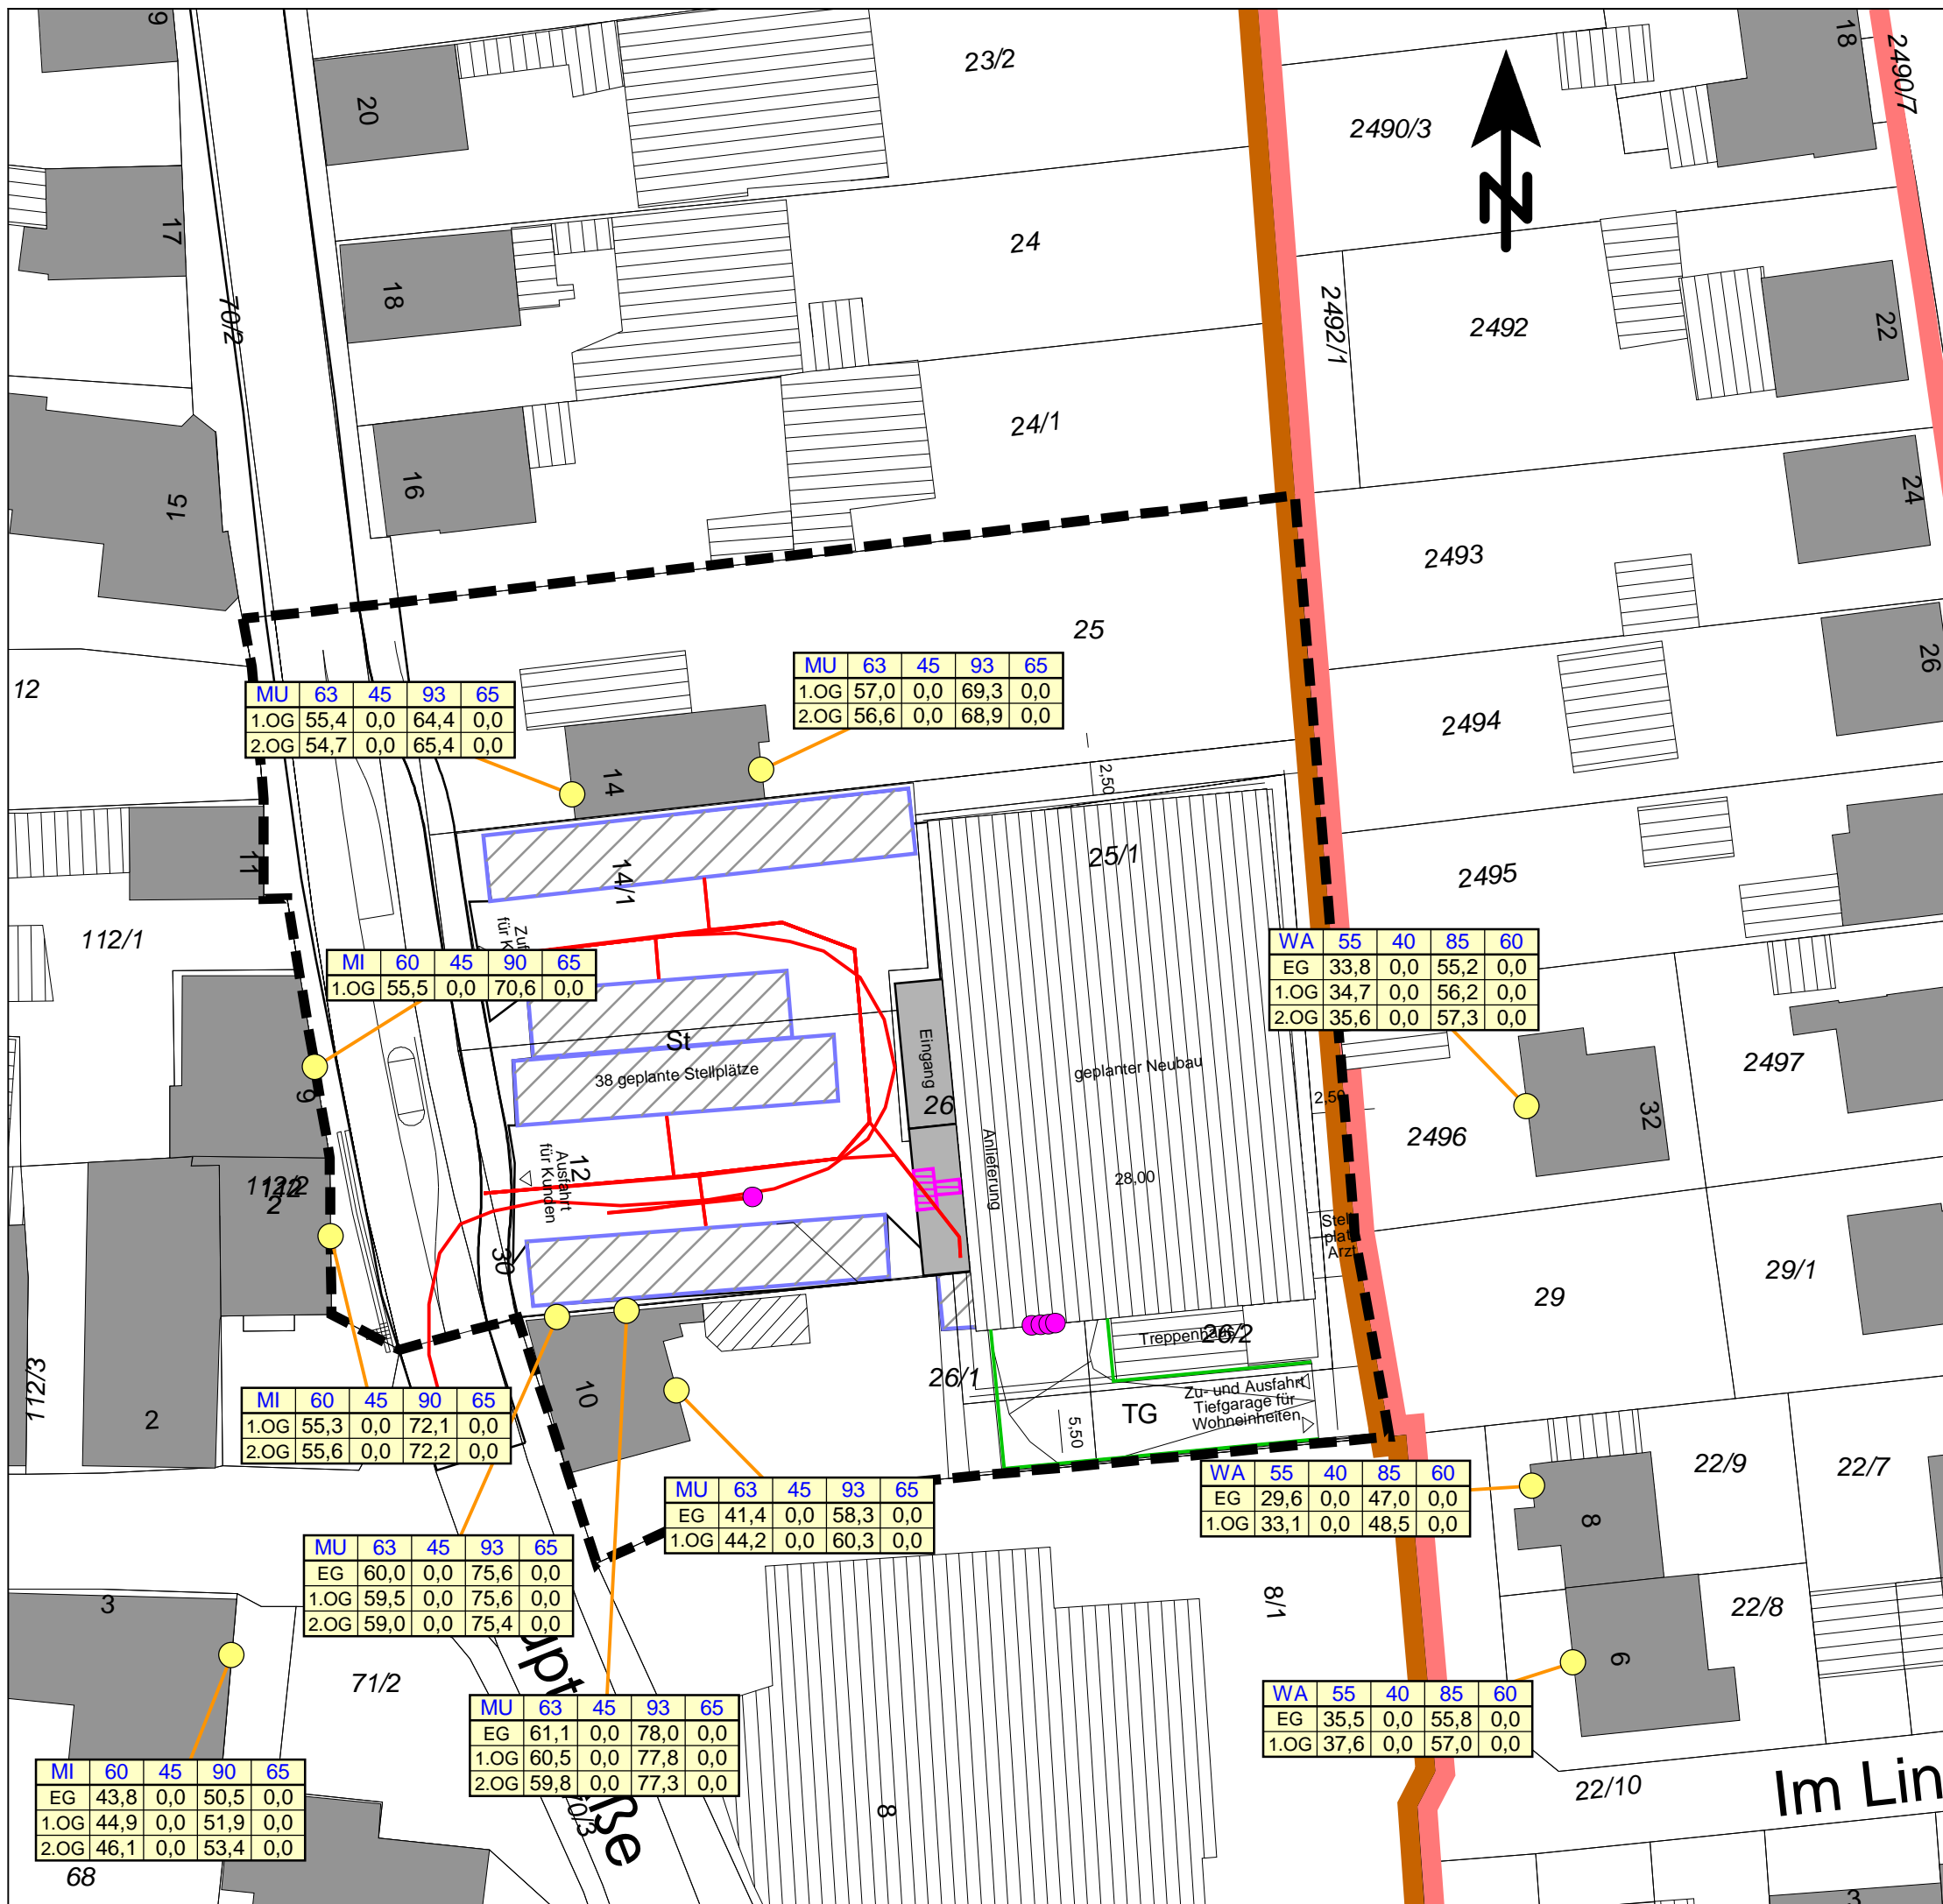 9
20
23/2
18
2490/7
2490/3
N
17
70/2
18
24
2492/1
2492
22
15
16
24/1
24
2493
12
25
26
2494
MU 63 45 93 65
1.OG 55,4 0,0 64,4 0,0
2.OG 54,7 0,0 65,4 0,0
MU 63 45 93 65
1.OG 57,0 0,0 69,3 0,0
2.OG 56,6 0,0 68,9 0,0
14
2,50
11
14/1
25/1
2495
112/1
MI 60 45 90 65
1.OG 55,5 0,0 70,6 0,0
WA 55 40 85 60
EG 33,8 0,0 55,2 0,0
1.OG 34,7 0,0 56,2 0,0
2.OG 35,6 0,0 57,3 0,0
St
38 geplante Stellplätze
Eingang
26
geplanter Neubau
2,50
2497
9
2496
32
112/2
2
12
Ausfahrt
für Kunden
Anlieferung
28,00
Stell
platz
Arzt
30
29
29/1
Treppenhaus
26/2
112/3
2
10
26/1
Zu- und Ausfahrt
Tiefgarage für
Wohneinheiten
TG
5,50
MI 60 45 90 65
1.OG 55,3 0,0 72,1 0,0
2.OG 55,6 0,0 72,2 0,0
MU 63 45 93 65
EG 41,4 0,0 58,3 0,0
1.OG 44,2 0,0 60,3 0,0
WA 55 40 85 60
EG 29,6 0,0 47,0 0,0
1.OG 33,1 0,0 48,5 0,0
22/9
22/7
8
MU 63 45 93 65
EG 60,0 0,0 75,6 0,0
1.OG 59,5 0,0 75,6 0,0
2.OG 59,0 0,0 75,4 0,0
3
8/1
22/8
6
71/2
MU 63 45 93 65
EG 61,1 0,0 78,0 0,0
1.OG 60,5 0,0 77,8 0,0
2.OG 59,8 0,0 77,3 0,0
WA 55 40 85 60
EG 35,5 0,0 55,8 0,0
1.OG 37,6 0,0 57,0 0,0
MI 60 45 90 65
EG 43,8 0,0 50,5 0,0
1.OG 44,9 0,0 51,9 0,0
2.OG 46,1 0,0 53,4 0,0
70/3
8
22/10
Im Lin
68
3